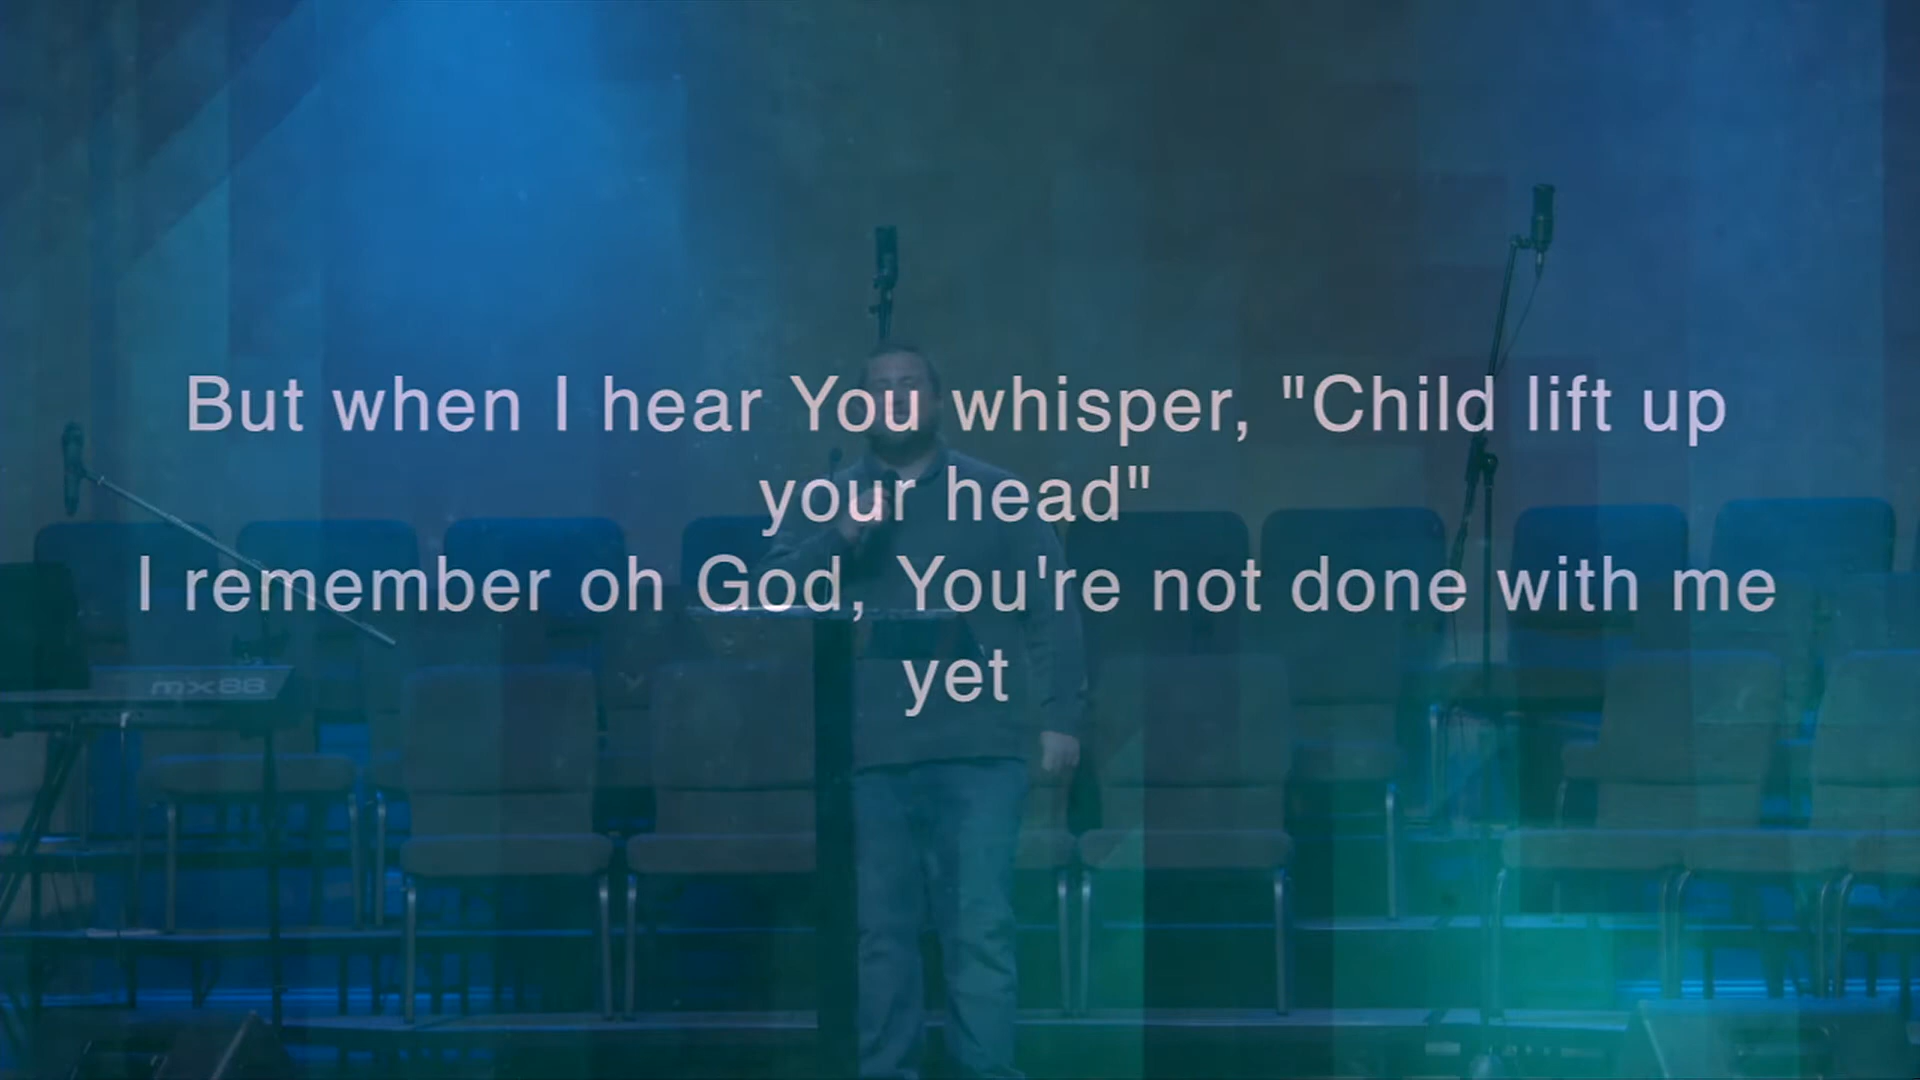 But when I hear You whisper, "Child lift up
your head"
I remember oh God, You're not done with me
yet
mx88